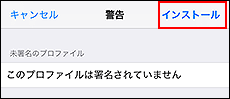 キャンセル 警告 インストール
未署名のプロファイル
このプロファイルは署名されていません